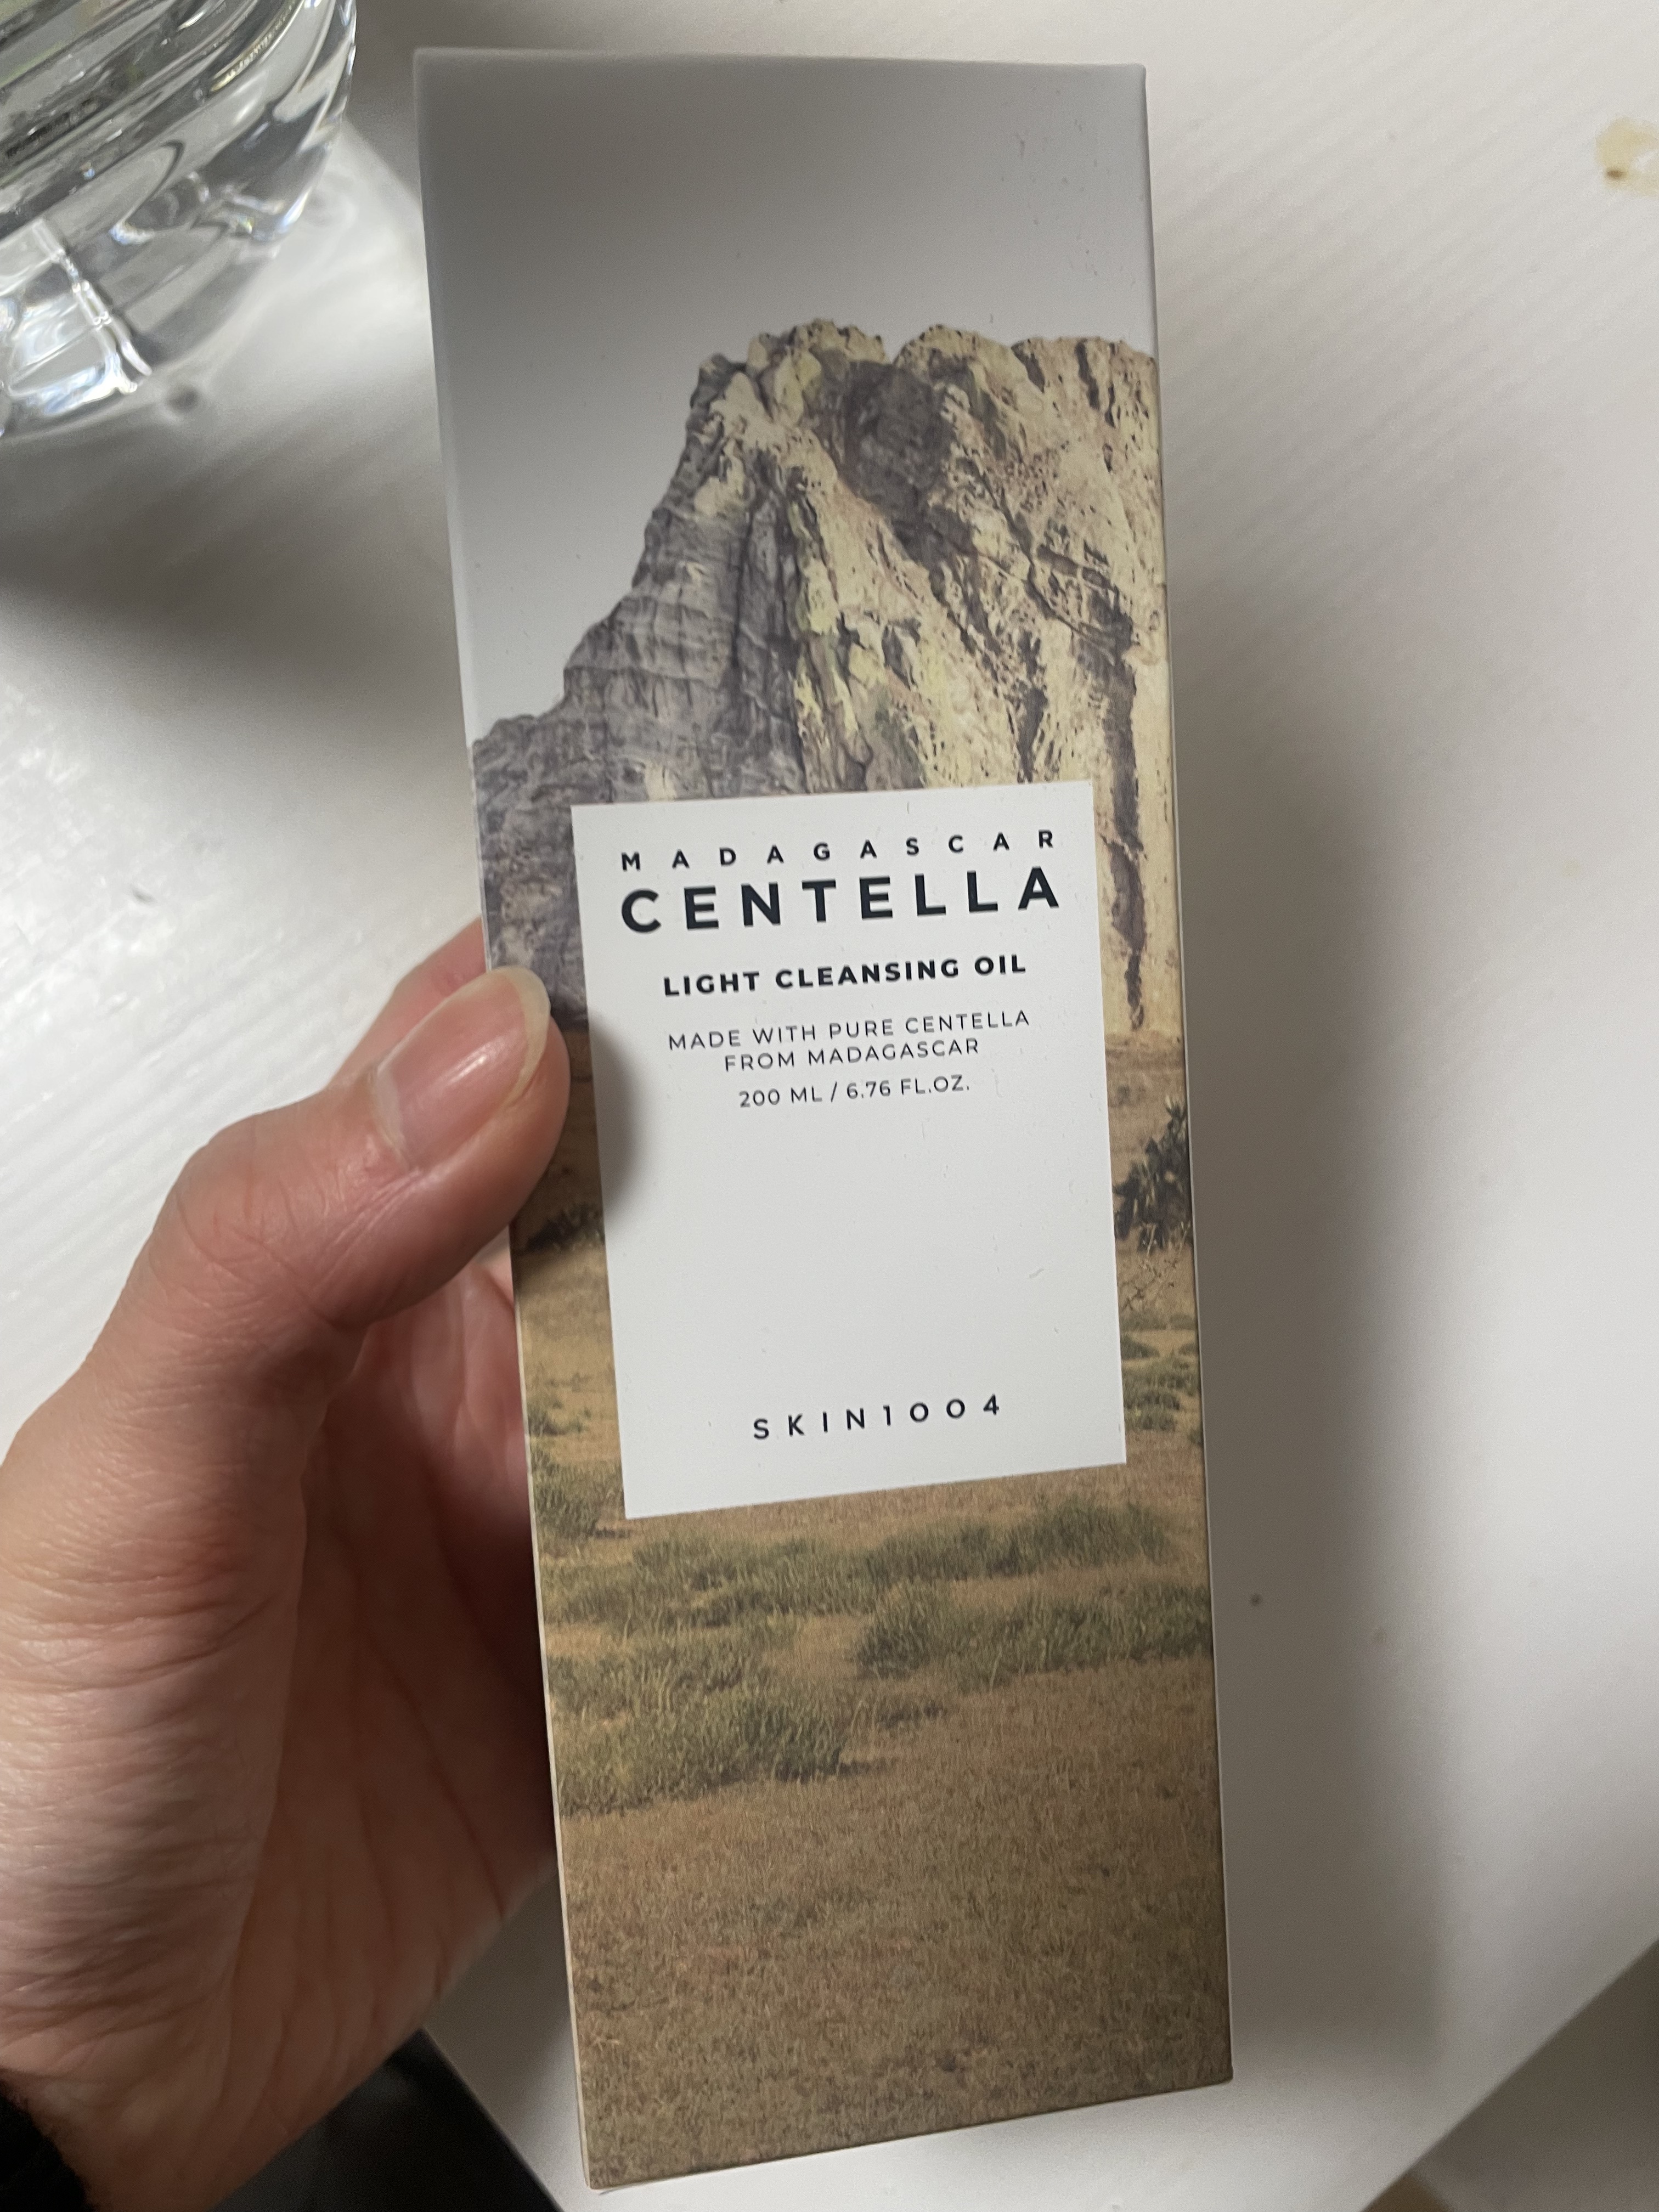 MADAGASCAR
CENTELLA
LIGHT CLEANSING OIL
MADE WITH PURE CENTELLA
FROM MADAGASCAR
200 ML / 6.76 FL.OZ.
SKIN1004